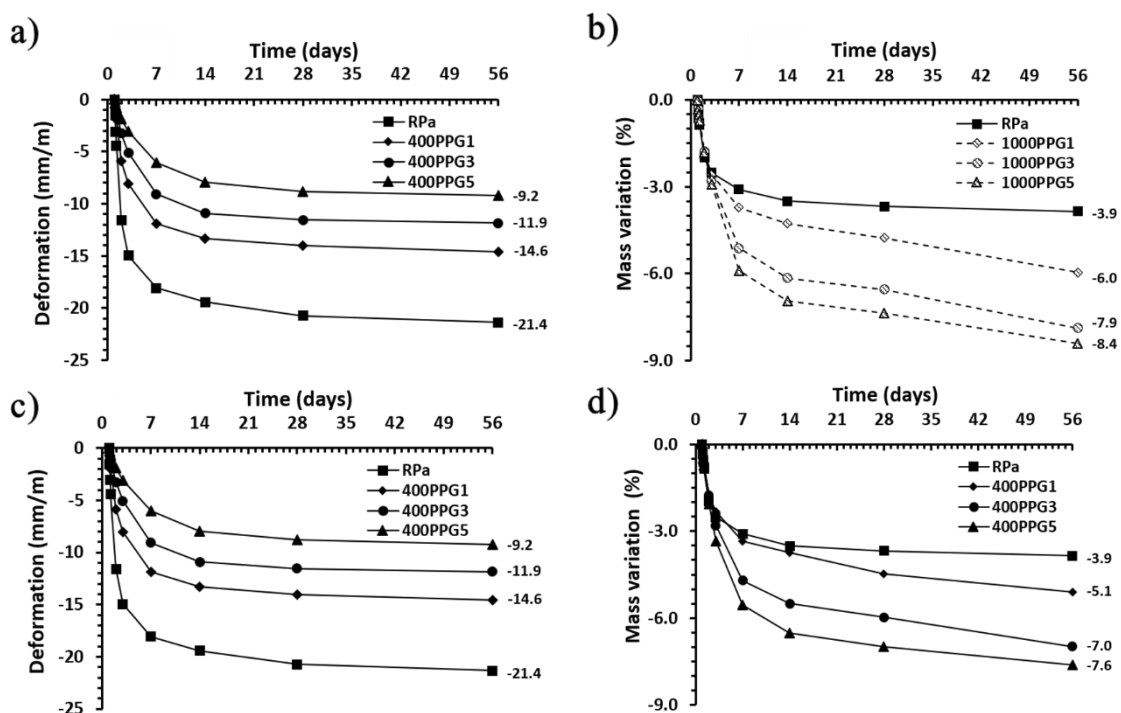 a)
Time (days)
0 7 14 21 28 35 42 49 56
0
-5
-10
-15
-20
-25
Deformation (mm/m)
RPa
400PPG1
400PPG3
400PPG5
-9.2
-11.9
-14.6
-21.4
b)
Time (days)
0 7 14 21 28 35 42 49 56
0.0
-3.0
-6.0
-9.0
Mass variation (%)
RPa
1000PPG1
1000PPG3
1000PPG5
-3.9
-6.0
-7.9
-8.4
c)
Time (days)
0 7 14 21 28 35 42 49 56
0
-5
-10
-15
-20
-25
Deformation (mm/m)
RPa
400PPG1
400PPG3
400PPG5
-9.2
-11.9
-14.6
-21.4
d)
Time (days)
0 7 14 21 28 35 42 49 56
0.0
-3.0
-6.0
-9.0
Mass variation (%)
RPa
400PPG1
400PPG3
400PPG5
-3.9
-5.1
-7.0
-7.6